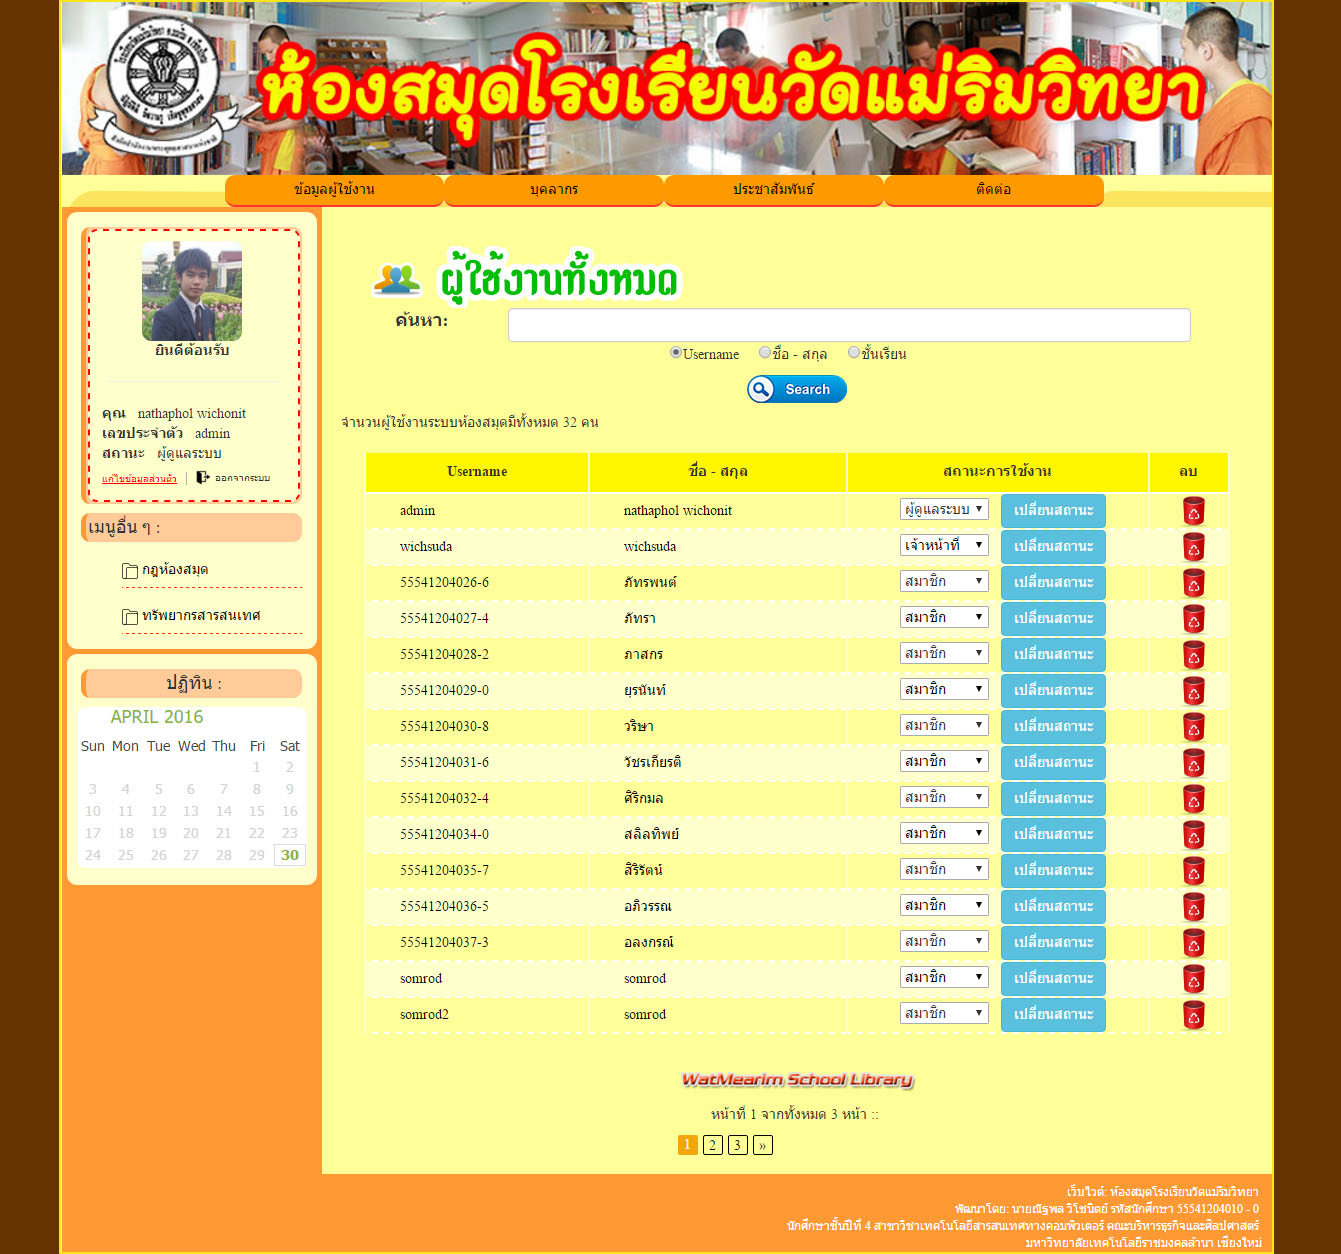 ห้องสมุดโรงเรียนวัดแม่ริมวิทยา
ข้อมูลผู้ใช้งาน บุคลากร ประชาสัมพันธ์ ติดต่อ
ยินดีต้อนรับ
คุณ nathaphol wichonit
เลขประจำตัว admin
สถานะ ผู้ดูแลระบบ
แก้ไขข้อมูลส่วนตัว | ออกจากระบบ
เมนูอื่น ๆ :
กฎห้องสมุด
ทรัพยากรสารสนเทศ
ปฏิทิน :
APRIL 2016
Sun Mon Tue Wed Thu Fri Sat
1 2
3 4 5 6 7 8 9
10 11 12 13 14 15 16
17 18 19 20 21 22 23
24 25 26 27 28 29 30
ผู้ใช้งานทั้งหมด
ค้นหา:
Username ชื่อ - สกุล ชั้นเรียน
Search
จำนวนผู้ใช้งานระบบห้องสมุดมีทั้งหมด 32 คน
Username ชื่อ - สกุล สถานะการใช้งาน ลบ
admin nathaphol wichonit ผู้ดูแลระบบ เปลี่ยนสถานะ
wichsuda wichsuda เจ้าหน้าที่ เปลี่ยนสถานะ
55541204026-6 ภัทรพนต์ สมาชิก เปลี่ยนสถานะ
55541204027-4 ภัทรา สมาชิก เปลี่ยนสถานะ
55541204028-2 ภาสกร สมาชิก เปลี่ยนสถานะ
55541204029-0 ยุรนันท์ สมาชิก เปลี่ยนสถานะ
55541204030-8 วริษา สมาชิก เปลี่ยนสถานะ
55541204031-6 วัชรเกียรติ สมาชิก เปลี่ยนสถานะ
55541204032-4 ศิริกมล สมาชิก เปลี่ยนสถานะ
55541204034-0 สลิลทิพย์ สมาชิก เปลี่ยนสถานะ
55541204035-7 สิริรัตน์ สมาชิก เปลี่ยนสถานะ
55541204036-5 อภิวรรณ สมาชิก เปลี่ยนสถานะ
55541204037-3 อลงกรณ์ สมาชิก เปลี่ยนสถานะ
somrod somrod สมาชิก เปลี่ยนสถานะ
somrod2 somrod สมาชิก เปลี่ยนสถานะ
WatMearim School Library
หน้าที่ 1 จากทั้งหมด 3 หน้า ::
1 2 3 »
เว็บไวต์: ห้องสมุดโรงเรียนวัดแม่ริมวิทยา
พัฒนาโดย: นายณัฐพล วิโชนิตย์ รหัสนักศึกษา 55541204010 - 0
นักศึกษาชั้นปีที่ 4 สาขาวิชาเทคโนโลยีสารสนเทศทางคอมพิวเตอร์ คณะบริหารธุรกิจและศิลปศาสตร์
มหาวิทยาลัยเทคโนโลยีราชมงคลล้านนา เชียงใหม่